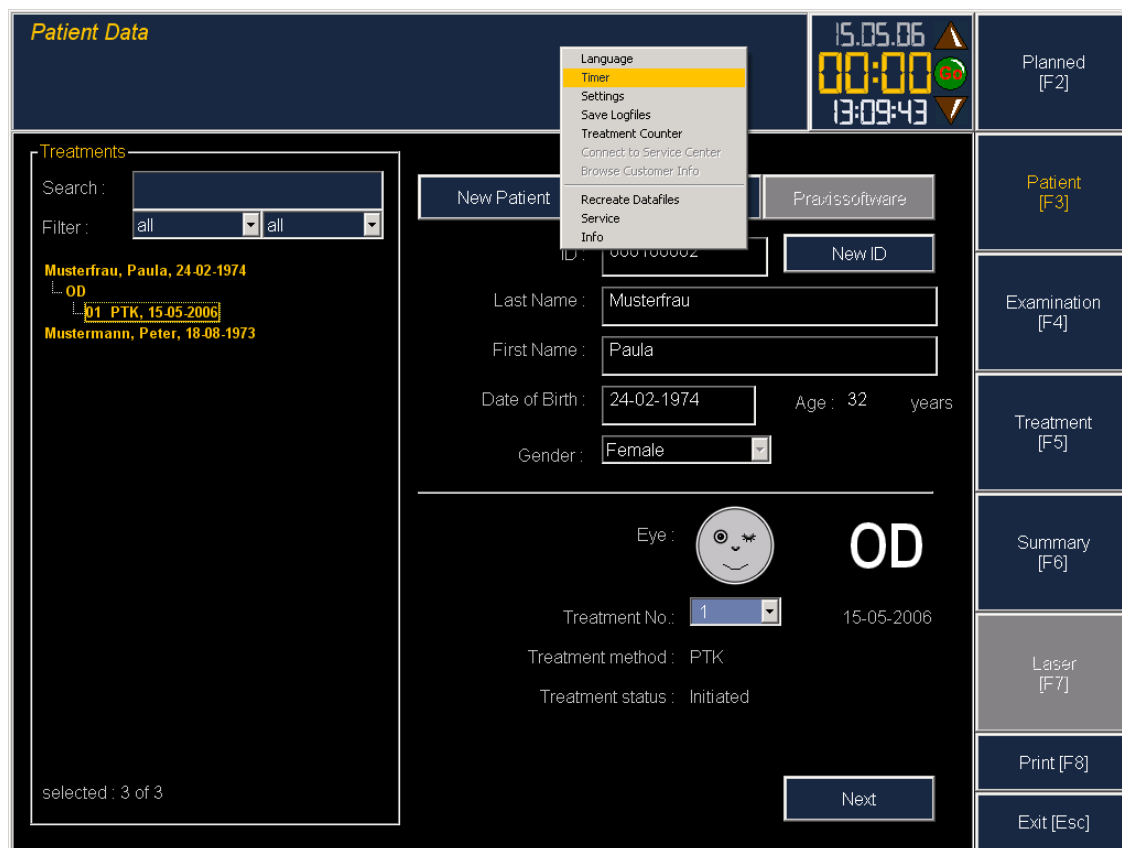 Patient Data
Language
Timer
Settings
Save Logfiles
Treatment Counter
Connect to Service Center
Browse Customer Info
Recreate Datafiles
Service
Info
15.05.06
00:00 Go
13:09:43
Planned
[F2]
Patient
[F3]
Examination
[F4]
Treatment
[F5]
Summary
[F6]
Laser
[F7]
Print [F8]
Exit [Esc]
Treatments
Search :
Filter : all all
Musterfrau, Paula, 24-02-1974
OD
01 PTK, 15-05-2006
Mustermann, Peter, 18-08-1973
selected : 3 of 3
New Patient Praxissoftware
ID : 000100002 New ID
Last Name : Musterfrau
First Name : Paula
Date of Birth : 24-02-1974 Age : 32 years
Gender : Female
Eye : OD
Treatment No.: 1 15-05-2006
Treatment method : PTK
Treatment status : Initiated
Next